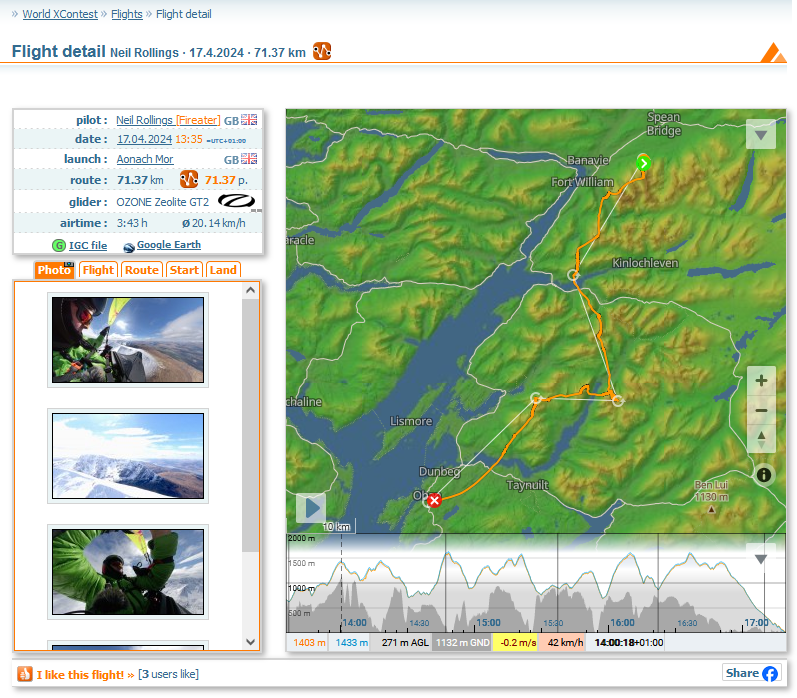 » World XContest » Flights » Flight detail
Flight detail Neil Rollings · 17.4.2024 · 71.37 km
pilot : Neil Rollings [Fireater] GB
date : 17.04.2024 13:35 =UTC+01:00
launch : Aonach Mor GB
route : 71.37 km 71.37 p.
glider : OZONE Zeolite GT2
airtime : 3:43 h ø 20.14 km/h
G IGC file Google Earth
Photo Flight Route Start Land
Spean
Bridge
Banavie
Fort William
aracle
Kinlochleven
chaline
Lismore
Dunbeg
Taynuilt
Ben Lui
1130 m
10 km
2000 m
1500 m
1000 m
500 m
14:00 14:30 15:00 15:30 16:00 16:30 17:00
1403 m 1433 m 271 m AGL 1132 m GND -0.2 m/s 42 km/h 14:00:18+01:00
I like this flight! » [3 users like]
Share